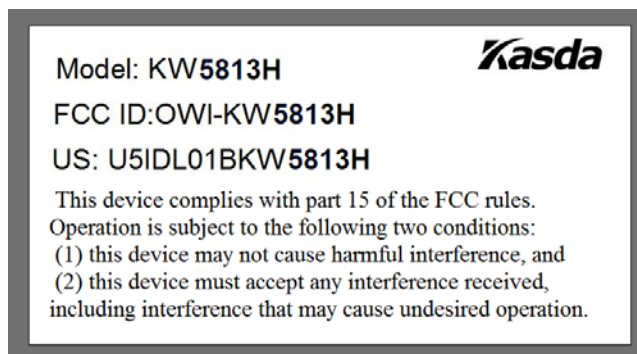 Kasda
Model: KW5813H
FCC ID:OWI-KW5813H
US: U5IDL01BKW5813H
This device complies with part 15 of the FCC rules.
Operation is subject to the following two conditions:
(1) this device may not cause harmful interference, and
(2) this device must accept any interference received,
including interference that may cause undesired operation.